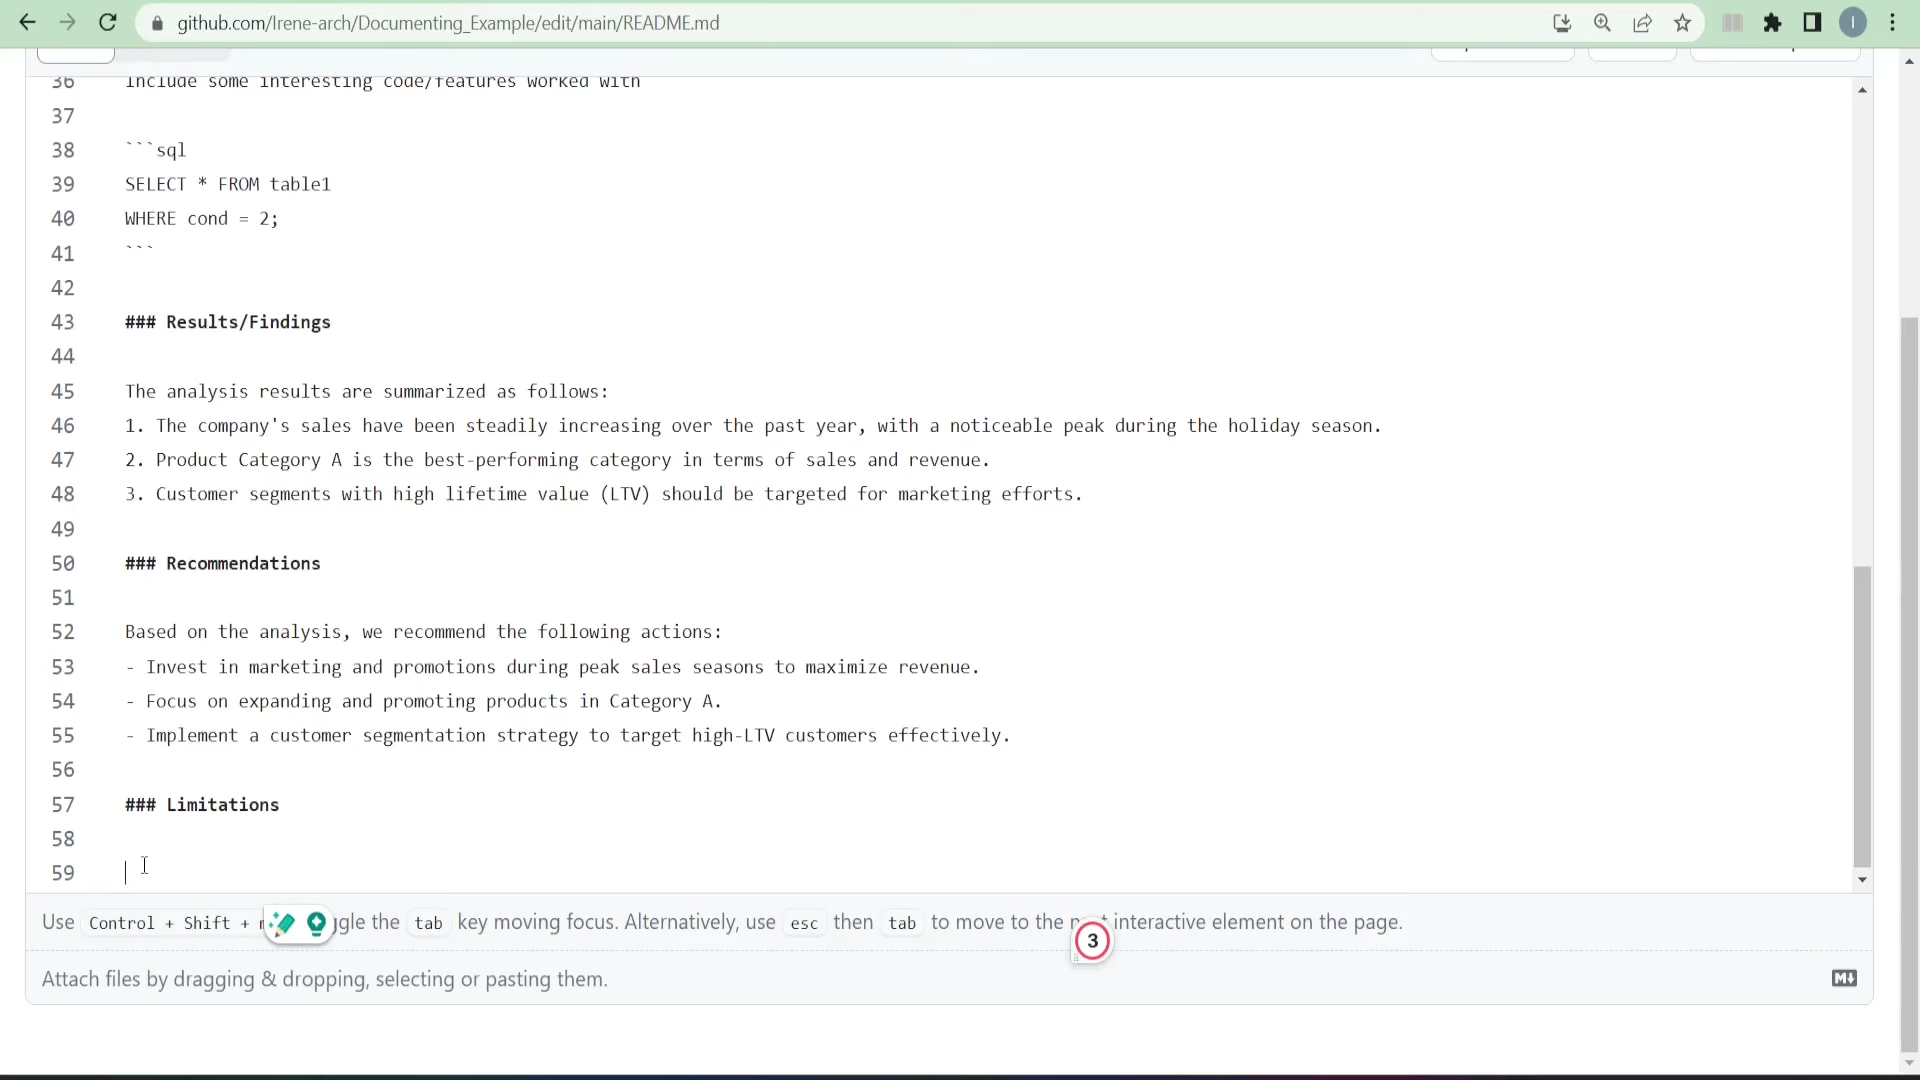 github.com/Irene-arch/Documenting_Example/edit/main/README.md
I
36 Include some interesting code/features worked with
37
38 ```sql
39 SELECT * FROM table1
40 WHERE cond = 2;
41 ```
42
43 ### Results/Findings
44
45 The analysis results are summarized as follows:
46 1. The company's sales have been steadily increasing over the past year, with a noticeable peak during the holiday season.
47 2. Product Category A is the best-performing category in terms of sales and revenue.
48 3. Customer segments with high lifetime value (LTV) should be targeted for marketing efforts.
49
50 ### Recommendations
51
52 Based on the analysis, we recommend the following actions:
53 - Invest in marketing and promotions during peak sales seasons to maximize revenue.
54 - Focus on expanding and promoting products in Category A.
55 - Implement a customer segmentation strategy to target high-LTV customers effectively.
56
57 ### Limitations
58
59
Use Control + Shift + the tab key moving focus. Alternatively, use esc then tab to move to the interactive element on the page.
3
Attach files by dragging & dropping, selecting or pasting them.
M